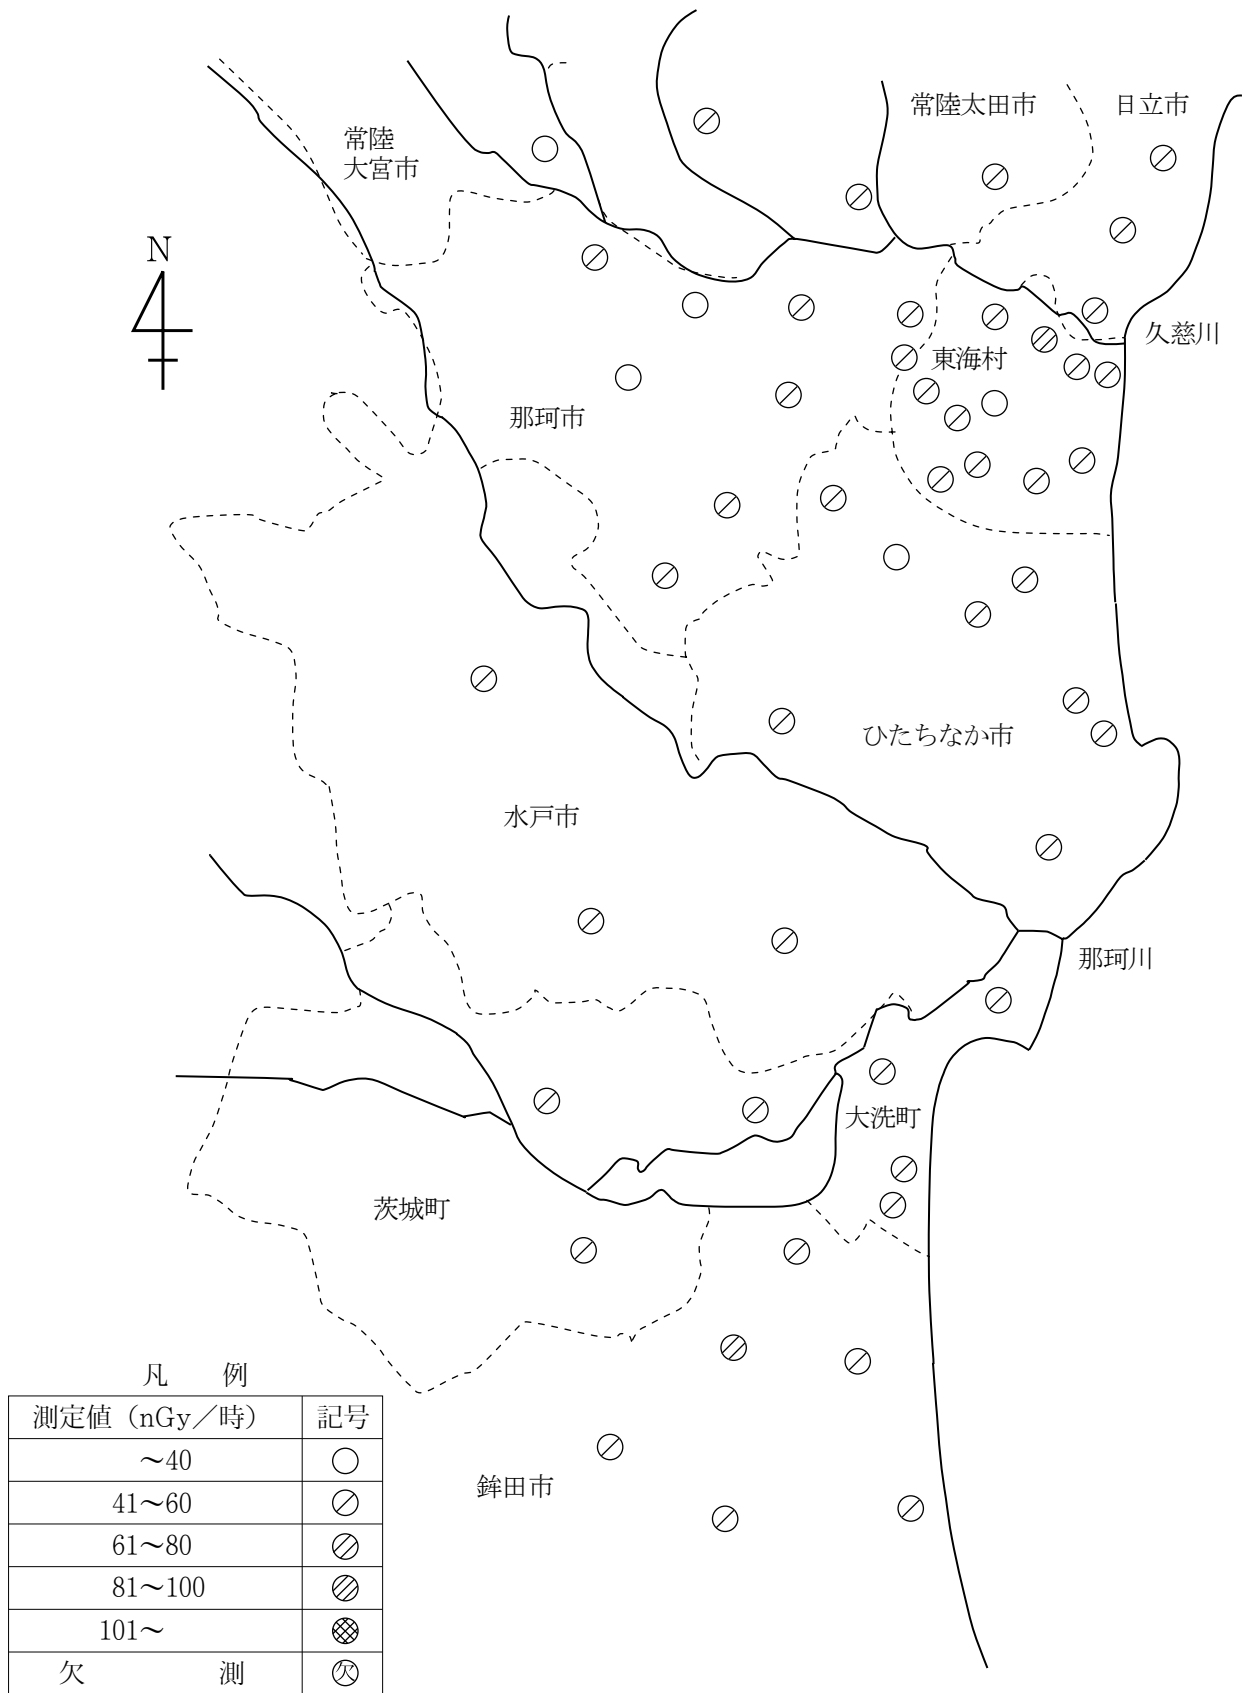 常陸太田市
日立市
常陸
大宮市
N
久慈川
東海村
那珂市
ひたちなか市
水戸市
那珂川
大洗町
茨城町
凡 例
測定値（nGy／時） 記号
～40
41～60
61～80
81～100
101～
欠 測 欠
鉾田市